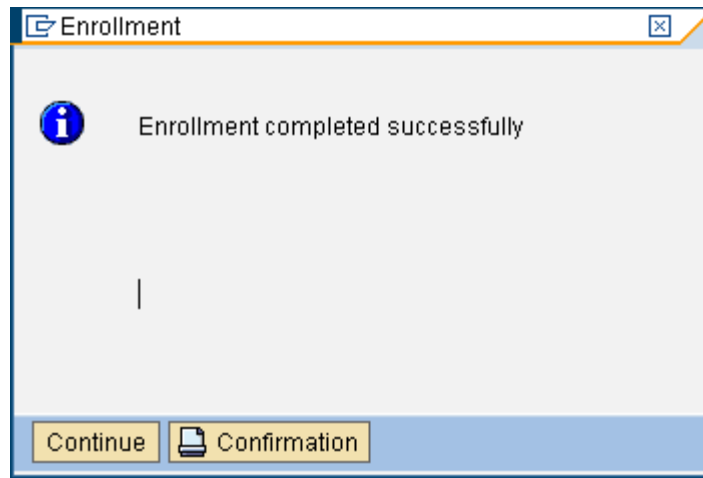 Enrollment
Enrollment completed successfully
Continue
Confirmation